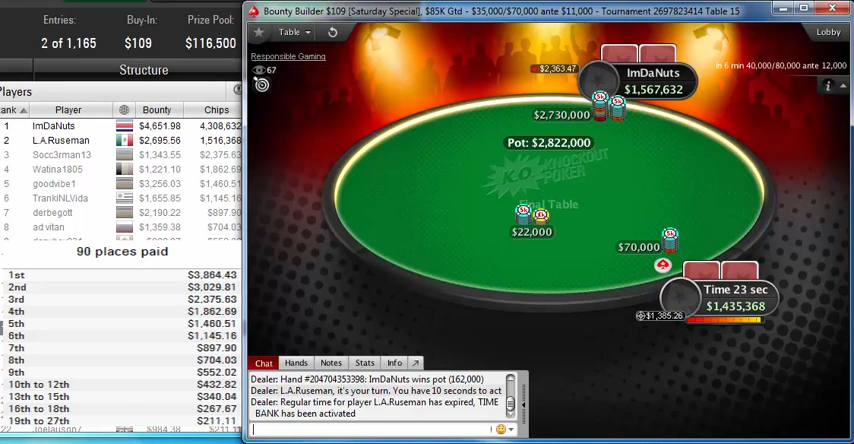 Entries: Buy-In: Prize Pool:
2 of 1,165 $109 $116,500
Structure
Players
Rank Player Bounty Chips
1 ImDaNuts $4,651.98 4,308,632
2 L.A.Ruseman $2,695.56 1,516,368
3 Socc3rman13 $1,343.55 $2,375.63
4 Watina1805 $1,221.10 $1,862.69
5 goodvibe1 $3,256.03 $1,460.51
6 TrankiNLVida $1,655.85 $1,145.16
7 derbegott $2,190.22 $897.90
8 ad vitan $1,359.38 $704.03
90 places paid
1st $3,864.43
2nd $3,029.81
3rd $2,375.63
4th $1,862.69
5th $1,460.51
6th $1,145.16
7th $897.90
8th $704.03
9th $552.02
10th to 12th $432.82
13th to 15th $340.04
16th to 18th $267.67
19th to 27th $211.11
Bounty Builder $109 [Saturday Special], $85K Gtd - $35,000/$70,000 ante $11,000 - Tournament 2697823414 Table 15
Table Lobby
Responsible Gaming
67
In 6 min 40,000/80,000 ante 12,000
$2,363.47
ImDaNuts
$1,567,632
$2,730,000
Pot: $2,822,000
K.O. KNOCKOUT
POKER
Final Table
$22,000
$70,000
Time 23 sec
$1,435,368
$1,385.26
Chat Hands Notes Stats Info
Dealer: Hand #204704353398: ImDaNuts wins pot (162,000)
Dealer: L.A.Ruseman, it's your turn. You have 10 seconds to act
Dealer: Regular time for player L.A.Ruseman has expired, TIME
BANK has been activated